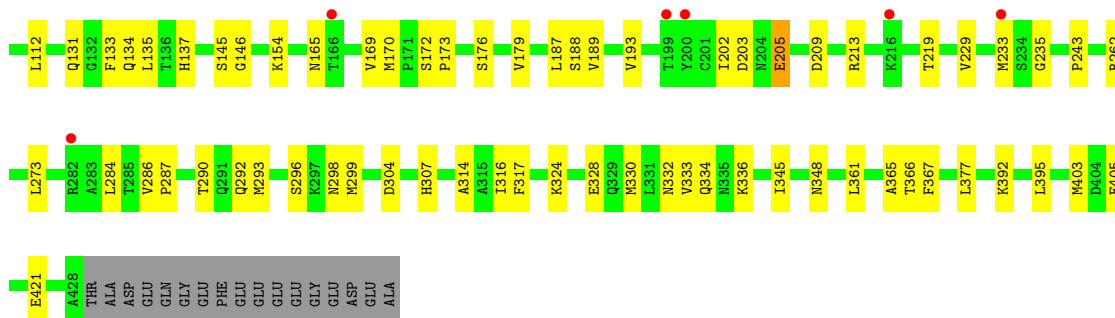 L112 Q131 G132 F133 Q134 L135 T136 H137 S145 G146 K154 N165 T166 V169 M170 P171 S172 P173 S176 V179 L187 S188 V189 V193 T199 Y200 C201 I202 D203 N204 E205 D209 R213 K216 T219 V229 M233 S234 G235 P243
L273 R282 A283 L284 T285 V286 P287 T290 Q291 Q292 M293 S296 K297 N298 M299 D304 H307 A314 A315 I316 F317 K324 E328 Q329 M330 L331 N332 V333 Q334 N335 K336 I345 N348 L361 A365 T366 F367 L377 K392 L395 M403 D404
E421 A428 THR ALA ASP GLU GLN GLY GLU PHE GLU GLU GLU GLU GLY GLU ASP GLU ALA